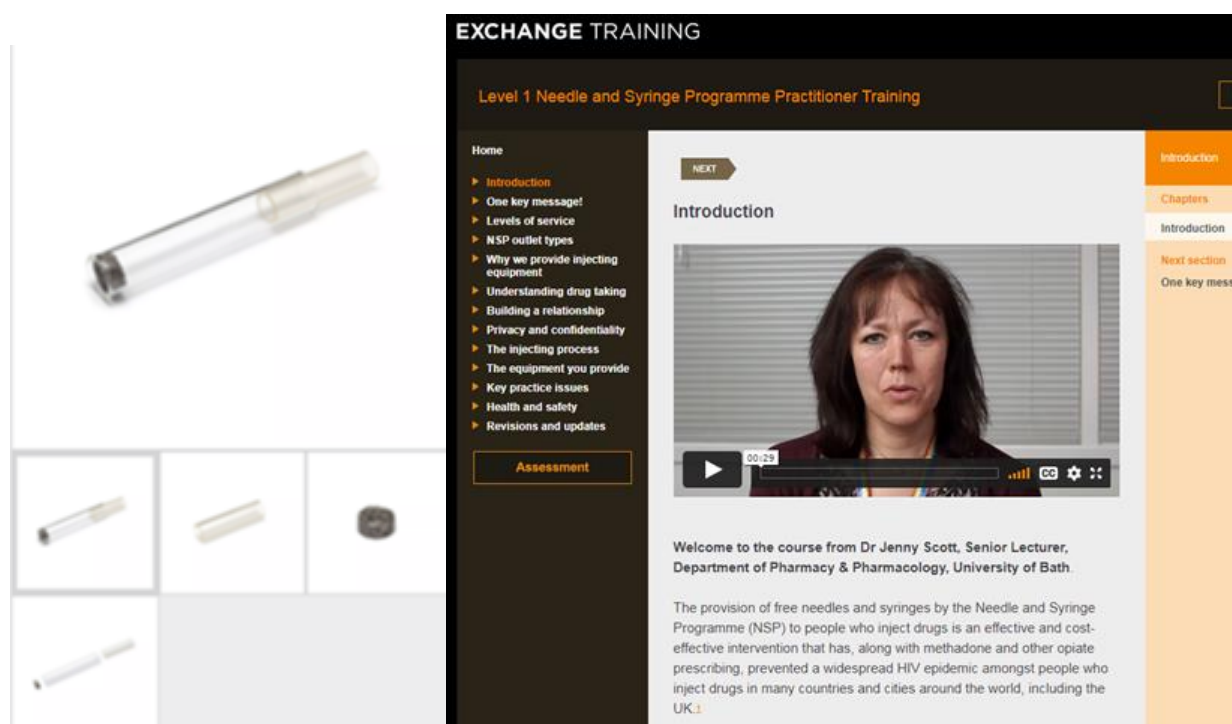 EXCHANGE TRAINING
Level 1 Needle and Syringe Programme Practitioner Training
Home
Introduction
One key message!
Levels of service
NSP outlet types
Why we provide injecting
equipment
Understanding drug taking
Building a relationship
Privacy and confidentiality
The injecting process
The equipment you provide
Key practice issues
Health and safety
Revisions and updates
Assessment
NEXT
Introduction
00:29
CC
Welcome to the course from Dr Jenny Scott, Senior Lecturer,
Department of Pharmacy & Pharmacology, University of Bath.
The provision of free needles and syringes by the Needle and Syringe
Programme (NSP) to people who inject drugs is an effective and cost-
effective intervention that has, along with methadone and other opiate
prescribing, prevented a widespread HIV epidemic amongst people who
inject drugs in many countries and cities around the world, including the
UK.1
Introduction
Chapters
Introduction
Next section
One key mess